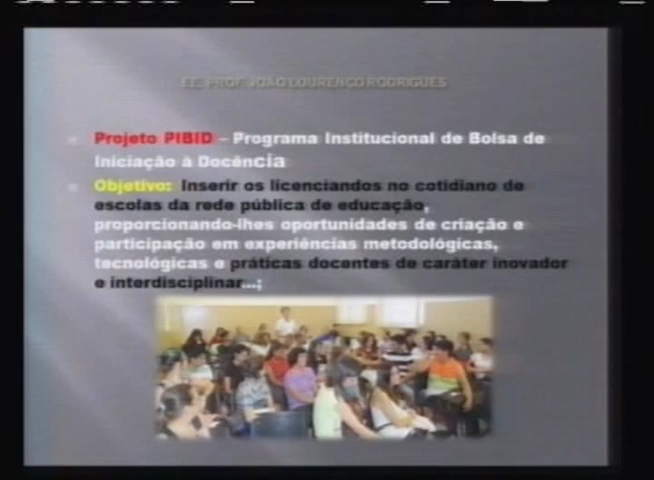 EE. PROF. JOÃO LOURENÇO RODRIGUES
Projeto PIBID – Programa Institucional de Bolsa de
Iniciação à Docência
Objetivo: Inserir os licenciandos no cotidiano de
escolas da rede pública de educação,
proporcionando-lhes oportunidades de criação e
participação em experiências metodológicas,
tecnológicas e práticas docentes de caráter inovador
e interdisciplinar...;